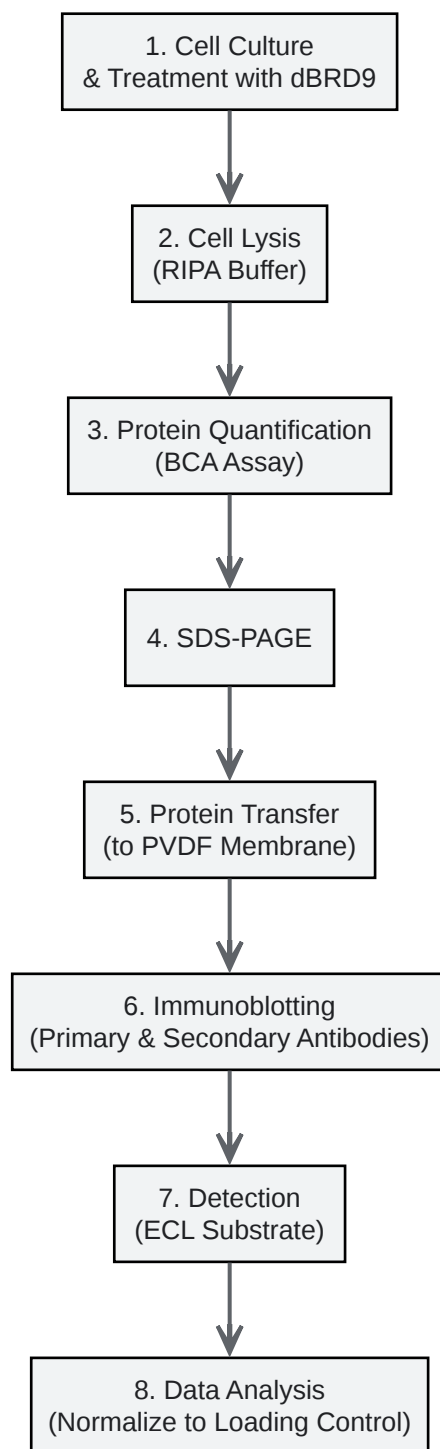 1. Cell Culture
& Treatment with dBRD9
2. Cell Lysis
(RIPA Buffer)
3. Protein Quantification
(BCA Assay)
4. SDS-PAGE
5. Protein Transfer
(to PVDF Membrane)
6. Immunoblotting
(Primary & Secondary Antibodies)
7. Detection
(ECL Substrate)
8. Data Analysis
(Normalize to Loading Control)